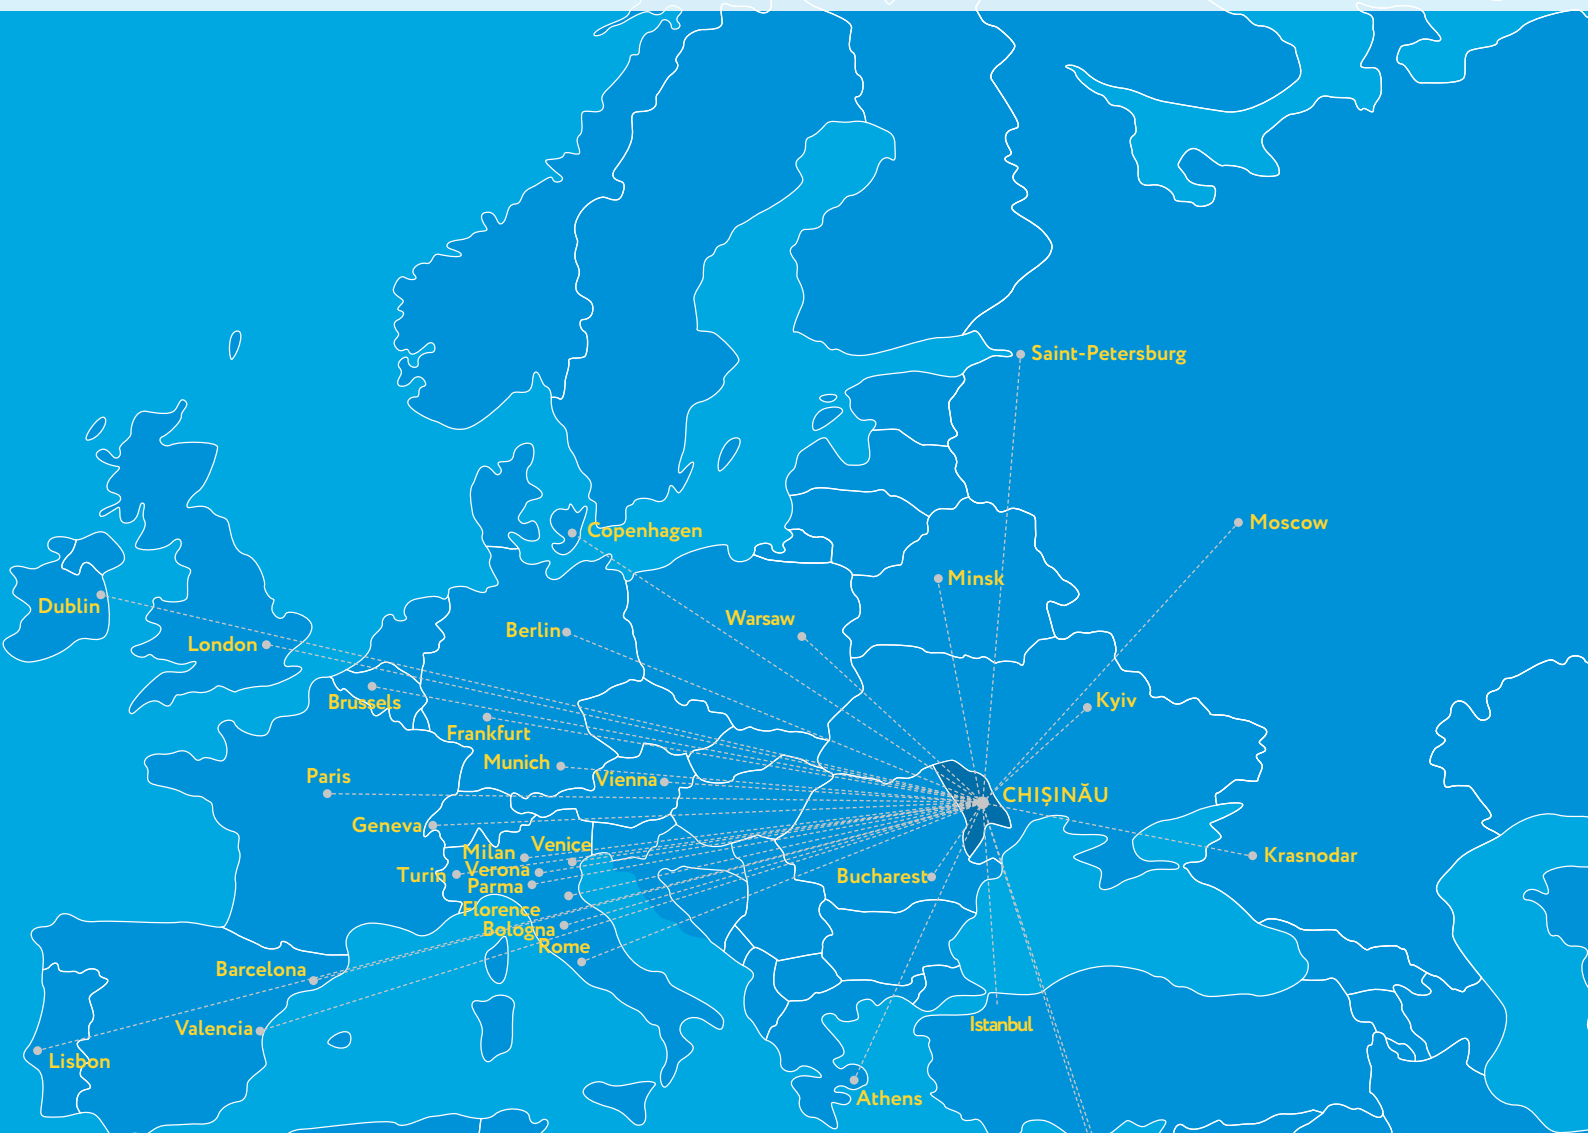 Saint-Petersburg
Moscow
Copenhagen
Minsk
Dublin
Warsaw
Berlin
London
Brussels
Kyiv
Frankfurt
Munich
Vienna
Paris
CHIȘINĂU
Geneva
Venice
Milan
Krasnodar
Verona
Turin
Bucharest
Parma
Florence
Bologna
Rome
Barcelona
Istanbul
Valencia
Lisbon
Athens